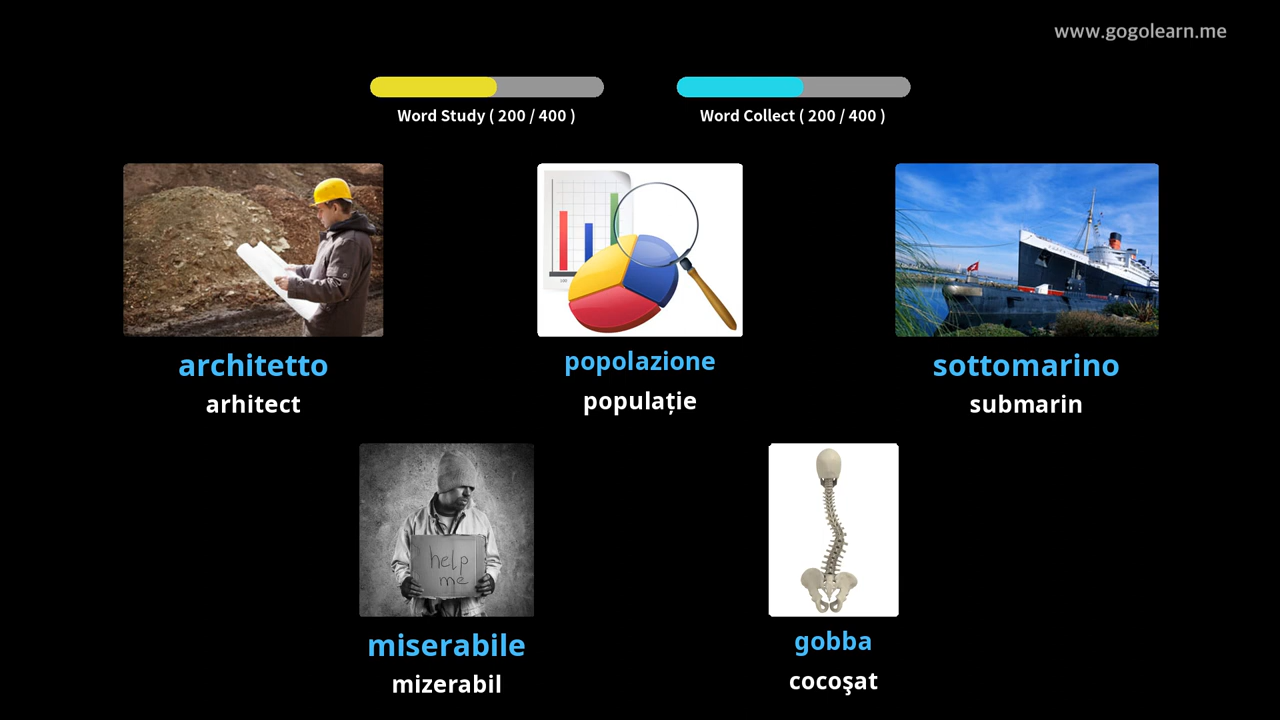 www.gogolearn.me
Word Study ( 200 / 400 )
Word Collect ( 200 / 400 )
architetto
arhitect
popolazione
populație
sottomarino
submarin
help
me
miserabile
mizerabil
gobba
cocoşat